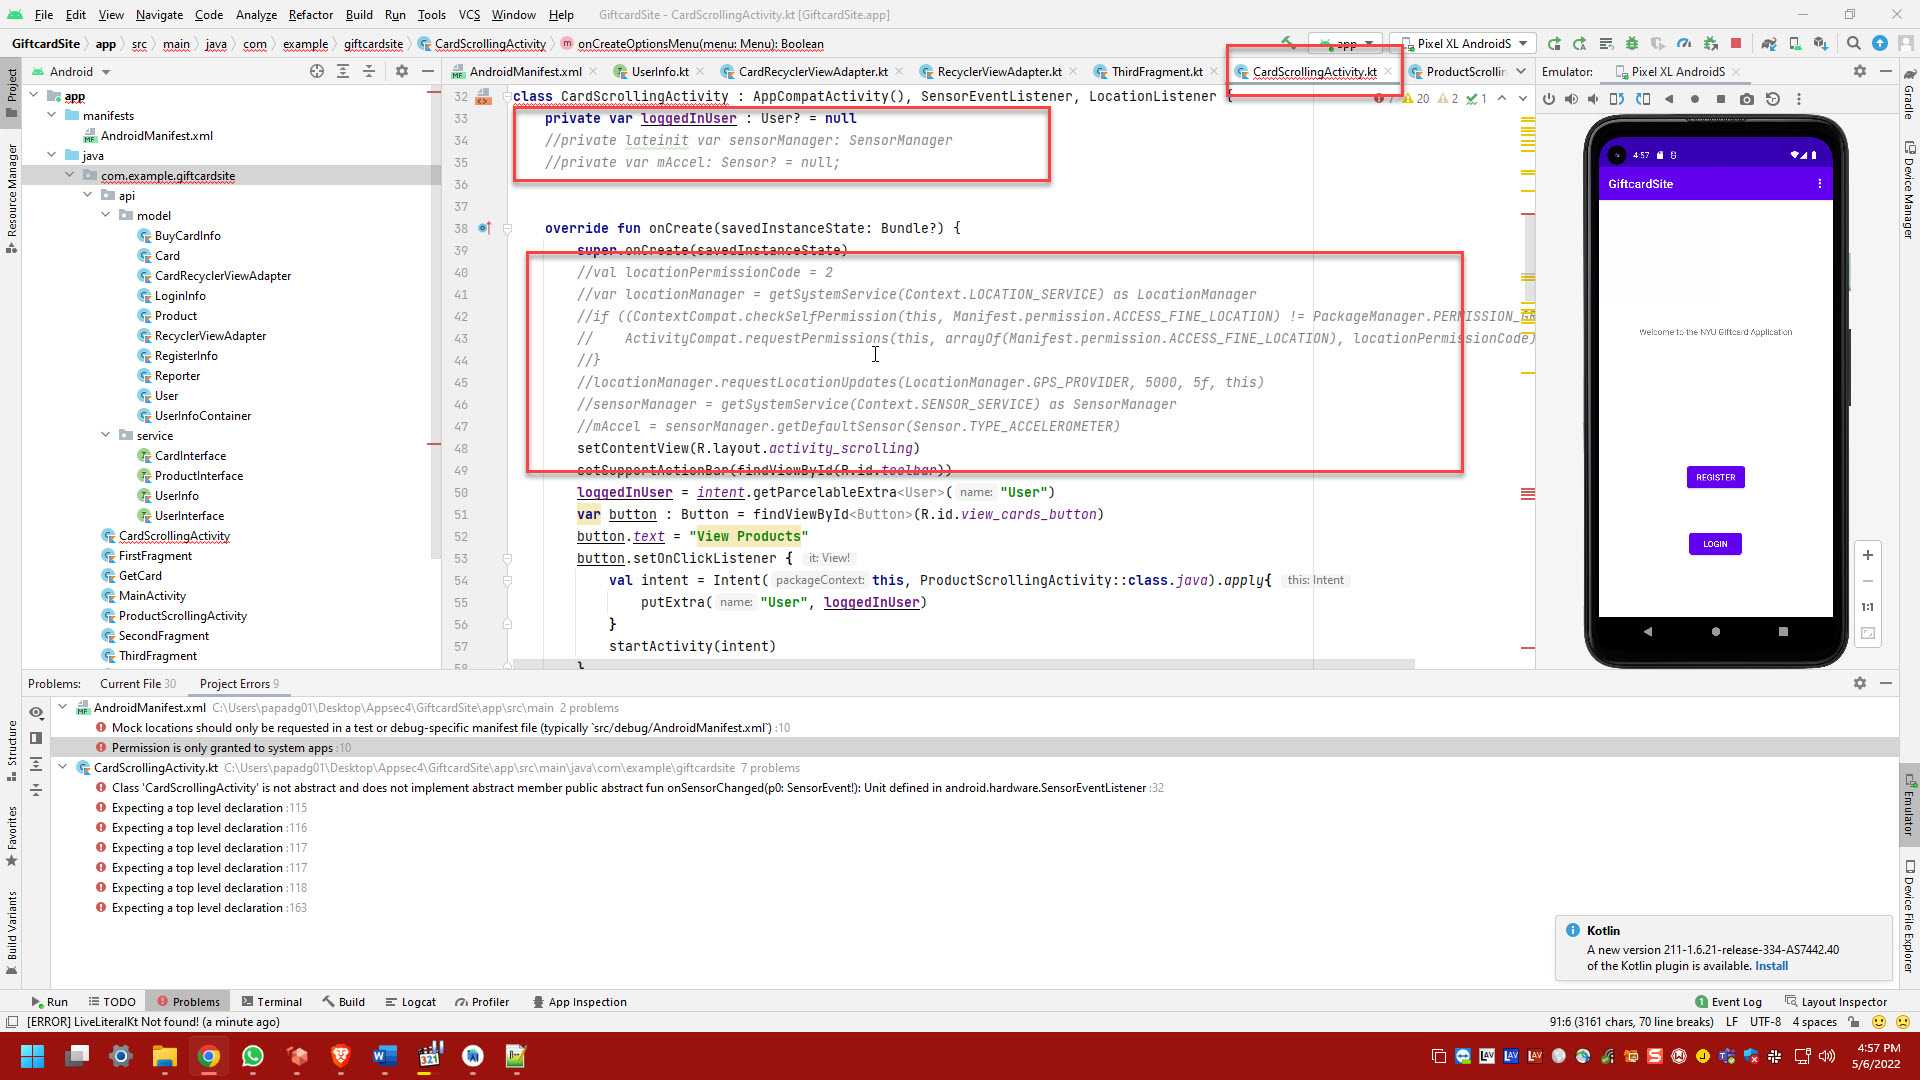 File Edit View Navigate Code Analyze Refactor Build Run Tools VCS Window Help GiftcardSite - CardScrollingActivity.kt [GiftcardSite.app]
GiftcardSite app src main java com example giftcardsite CardScrollingActivity onCreateOptionsMenu(menu: Menu): Boolean app Pixel XL AndroidS
Android
AndroidManifest.xml UserInfo.kt CardRecyclerViewAdapter.kt RecyclerViewAdapter.kt ThirdFragment.kt CardScrollingActivity.kt ProductScrollin Emulator: Pixel XL AndroidS
Project
Resource Manager
Structure
Favorites
Build Variants
app
manifests
AndroidManifest.xml
java
com.example.giftcardsite
api
model
BuyCardInfo
Card
CardRecyclerViewAdapter
LoginInfo
Product
RecyclerViewAdapter
RegisterInfo
Reporter
User
UserInfoContainer
service
CardInterface
ProductInterface
UserInfo
UserInterface
CardScrollingActivity
FirstFragment
GetCard
MainActivity
ProductScrollingActivity
SecondFragment
ThirdFragment
7 20 2 1
32 class CardScrollingActivity : AppCompatActivity(), SensorEventListener, LocationListener {
33 private var loggedInUser : User? = null
34 //private lateinit var sensorManager: SensorManager
35 //private var mAccel: Sensor? = null;
36
37
38 override fun onCreate(savedInstanceState: Bundle?) {
39 super.onCreate(savedInstanceState)
40 //val locationPermissionCode = 2
41 //var locationManager = getSystemService(Context.LOCATION_SERVICE) as LocationManager
42 //if ((ContextCompat.checkSelfPermission(this, Manifest.permission.ACCESS_FINE_LOCATION) != PackageManager.PERMISSION_GR
43 // ActivityCompat.requestPermissions(this, arrayOf(Manifest.permission.ACCESS_FINE_LOCATION), locationPermissionCode)
44 //}
45 //locationManager.requestLocationUpdates(LocationManager.GPS_PROVIDER, 5000, 5f, this)
46 //sensorManager = getSystemService(Context.SENSOR_SERVICE) as SensorManager
47 //mAccel = sensorManager.getDefaultSensor(Sensor.TYPE_ACCELEROMETER)
48 setContentView(R.layout.activity_scrolling)
49 setSupportActionBar(findViewById(R.id.toolbar))
50 loggedInUser = intent.getParcelableExtra<User>( name: "User")
51 var button : Button = findViewById<Button>(R.id.view_cards_button)
52 button.text = "View Products"
53 button.setOnClickListener { it: View!
54 val intent = Intent( packageContext: this, ProductScrollingActivity::class.java).apply{ this: Intent
55 putExtra( name: "User", loggedInUser)
56 }
57 startActivity(intent)
58 }
4:57
GiftcardSite
Welcome to the NYU Giftcard Application
REGISTER
LOGIN
1:1
Gradle
Device Manager
Emulator
Device File Explorer
Problems: Current File 30 Project Errors 9
AndroidManifest.xml C:\Users\papadg01\Desktop\Appsec4\GiftcardSite\app\src\main 2 problems
Mock locations should only be requested in a test or debug-specific manifest file (typically `src/debug/AndroidManifest.xml`) :10
Permission is only granted to system apps :10
CardScrollingActivity.kt C:\Users\papadg01\Desktop\Appsec4\GiftcardSite\app\src\main\java\com\example\giftcardsite 7 problems
Class 'CardScrollingActivity' is not abstract and does not implement abstract member public abstract fun onSensorChanged(p0: SensorEvent!): Unit defined in android.hardware.SensorEventListener :32
Expecting a top level declaration :115
Expecting a top level declaration :116
Expecting a top level declaration :117
Expecting a top level declaration :117
Expecting a top level declaration :118
Expecting a top level declaration :163
Kotlin
A new version 211-1.6.21-release-334-AS7442.40
of the Kotlin plugin is available. Install
Run TODO Problems Terminal Build Logcat Profiler App Inspection 1 Event Log Layout Inspector
[ERROR] LiveLiteralKt Not found! (a minute ago) 91:6 (3161 chars, 70 line breaks) LF UTF-8 4 spaces
321 LAV LAV LAV
4:57 PM
5/6/2022